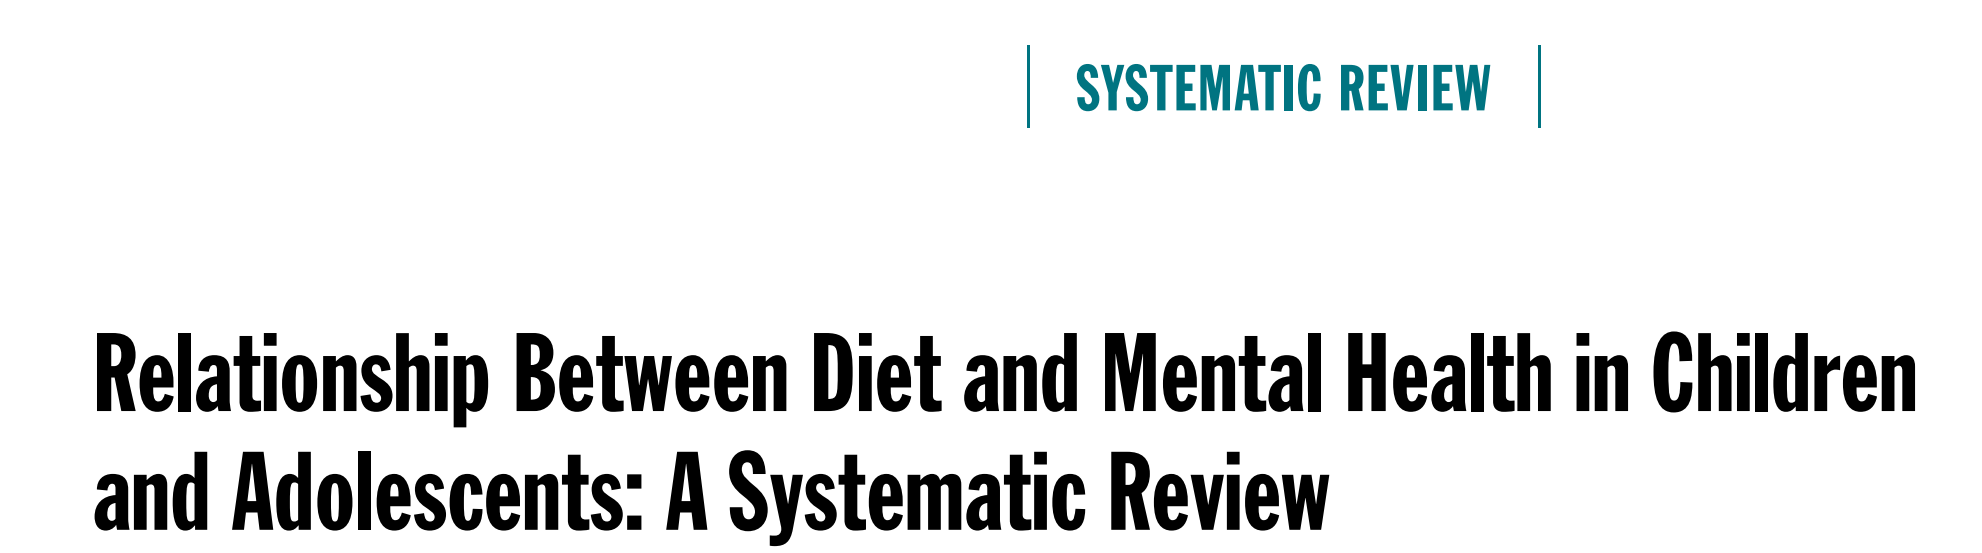 SYSTEMATIC REVIEW
Relationship Between Diet and Mental Health in Children
and Adolescents: A Systematic Review